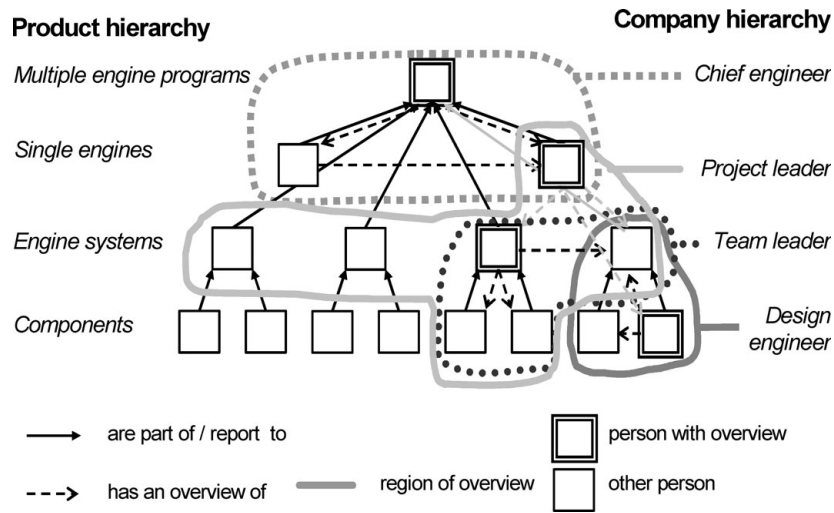 Product hierarchy
Company hierarchy
Multiple engine programs
Chief engineer
Single engines
Project leader
Engine systems
Team leader
Components
Design
engineer
are part of / report to
person with overview
has an overview of
region of overview
other person